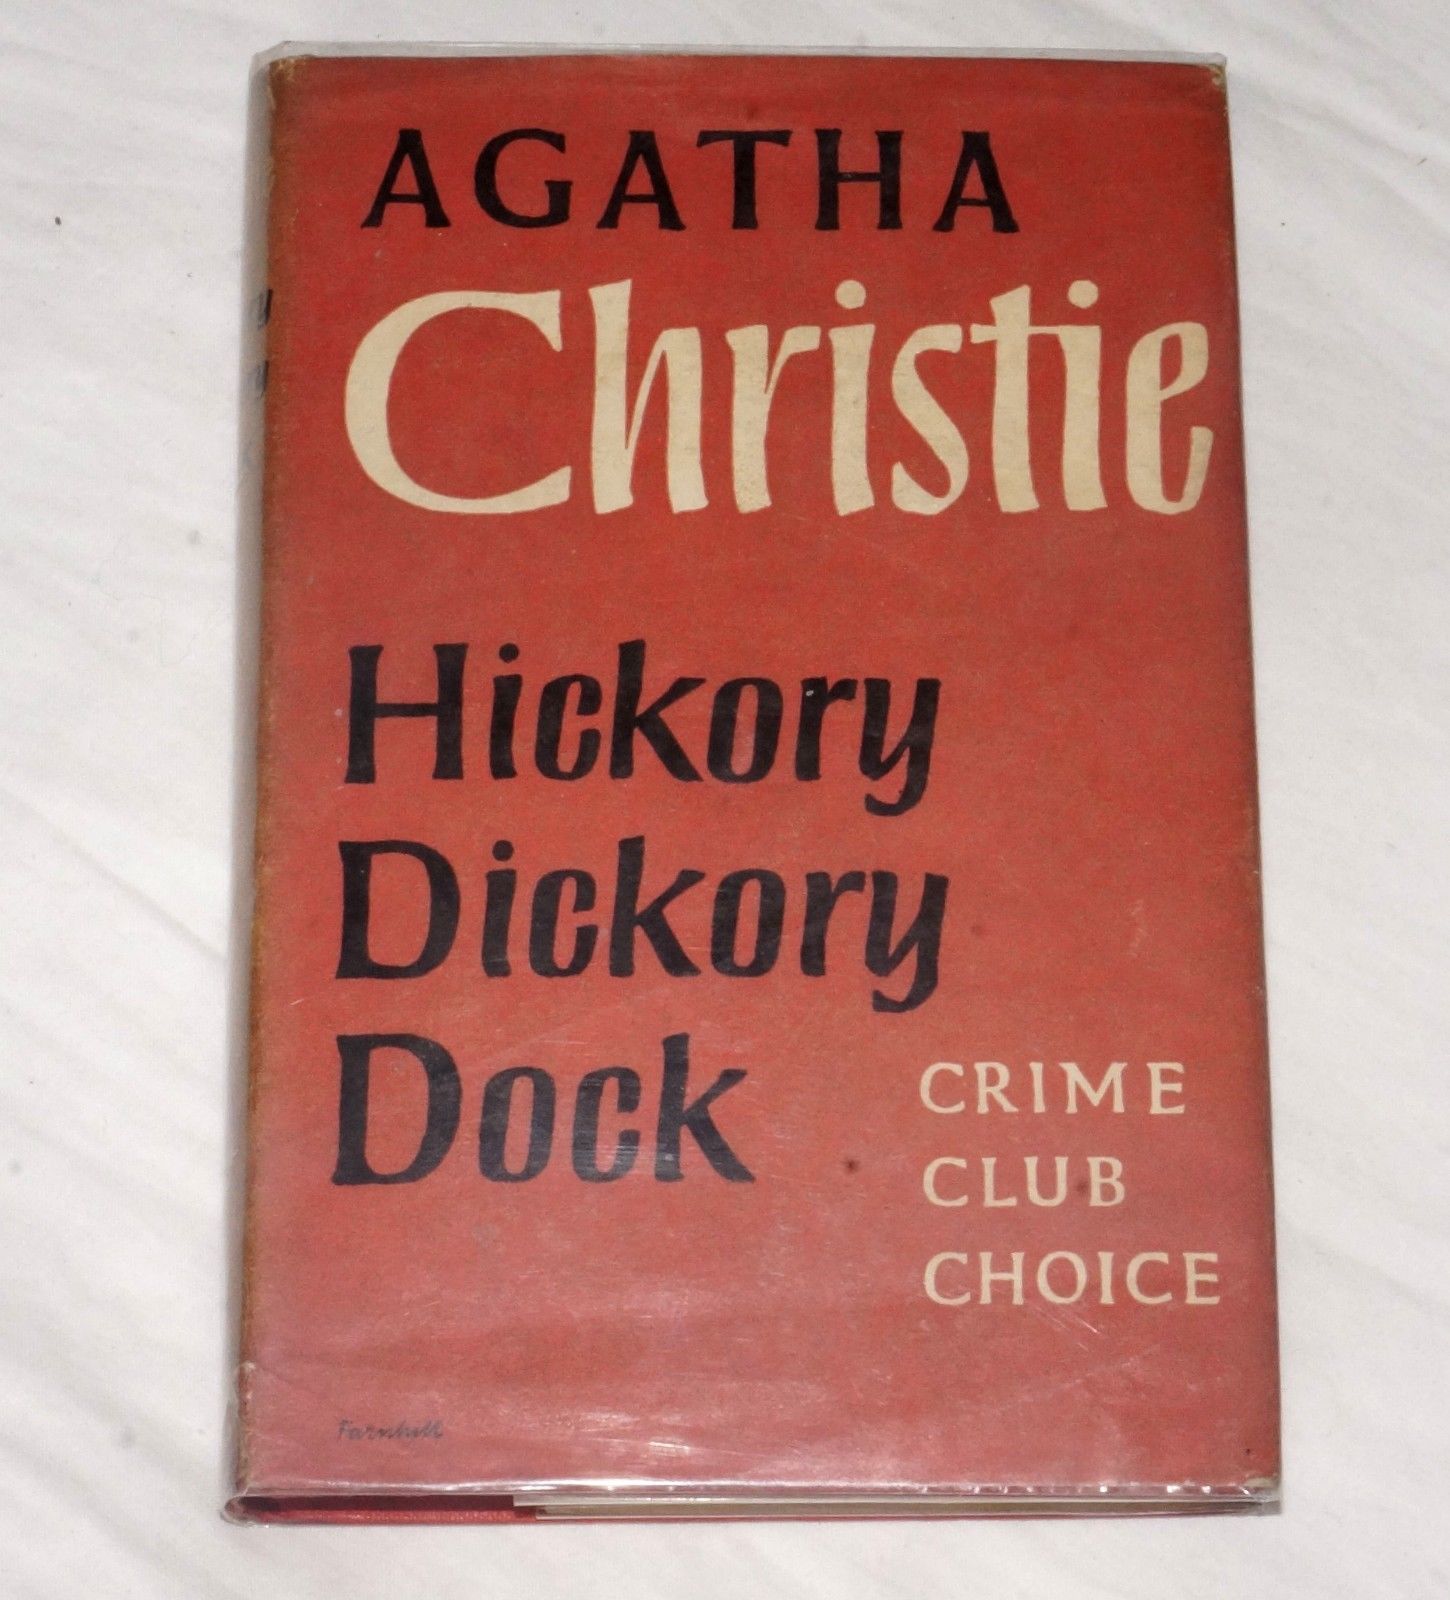 AGATHA
Christie
Hickory
Dickory
Dock
CRIME
CLUB
CHOICE
Farnhill